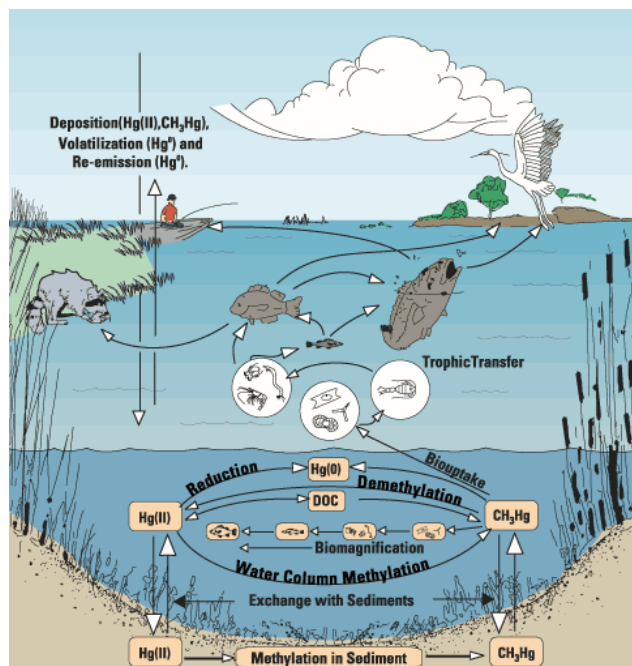 Deposition(Hg(II),CH₃Hg),
Volatilization (Hg⁰) and
Re-emission (Hg⁰).
TrophicTransfer
Biouptake
Reduction
Hg(0)
Demethylation
DOC
Hg(II)
CH₃Hg
Biomagnification
Water Column Methylation
Exchange with Sediments
Hg(II)
Methylation in Sediment
CH₃Hg